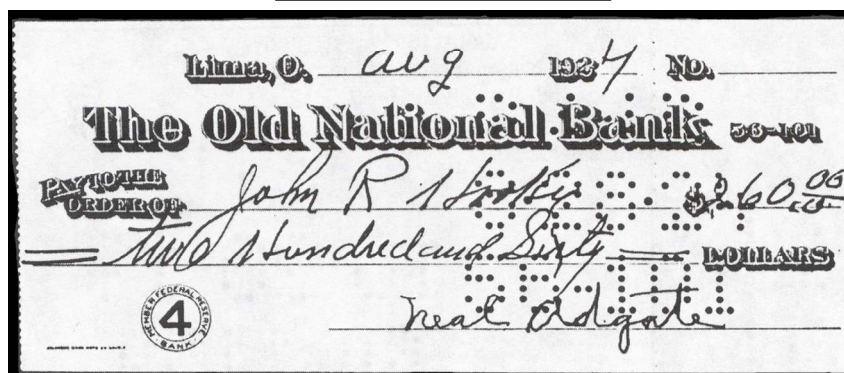 Lima, O. aug 1924 No.
The Old National Bank 56-101
PAY TO THE ORDER OF John R $260 00
Two Hundred and Sixty DOLLARS
MEMBER FEDERAL RESERVE BANK 4
Neal Adgate